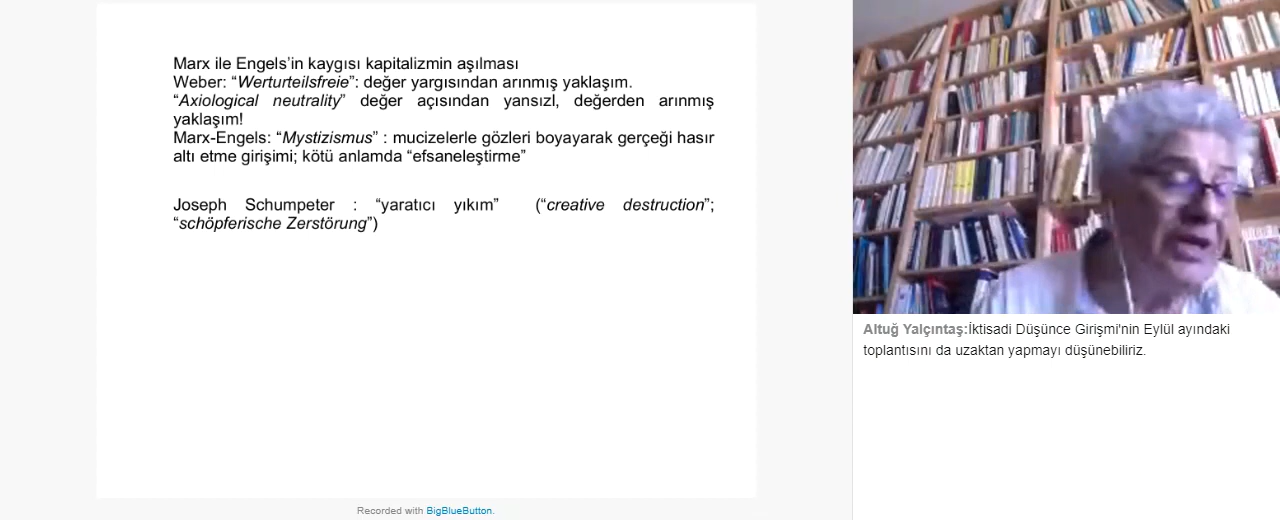 Marx ile Engels’in kaygısı kapitalizmin aşılması
Weber: “Werturteilsfreie”: değer yargısından arınmış yaklaşım.
“Axiological neutrality” değer açısından yansızl, değerden arınmış
yaklaşım!
Marx-Engels: “Mystizismus” : mucizelerle gözleri boyayarak gerçeği hasır
altı etme girişimi; kötü anlamda “efsaneleştirme”
Joseph Schumpeter : “yaratıcı yıkım” (“creative destruction”;
“schöpferische Zerstörung”)
Recorded with BigBlueButton.
Altuğ Yalçıntaş:İktisadi Düşünce Girişmi'nin Eylül ayındaki
toplantısını da uzaktan yapmayı düşünebiliriz.